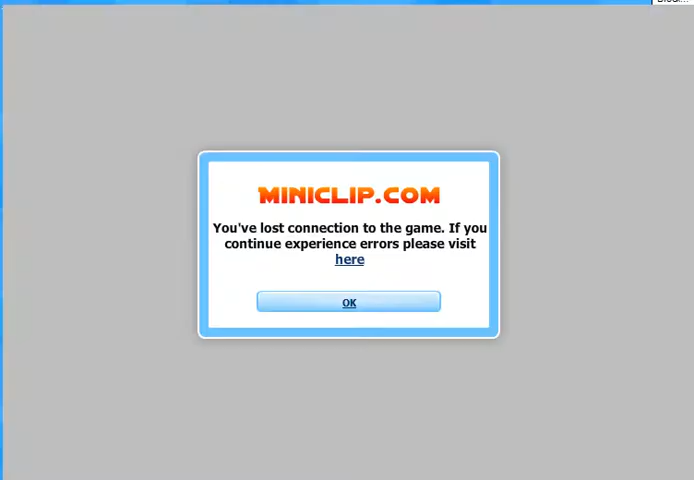 MINICLIP.COM
You've lost connection to the game. If you
continue experience errors please visit
here
OK